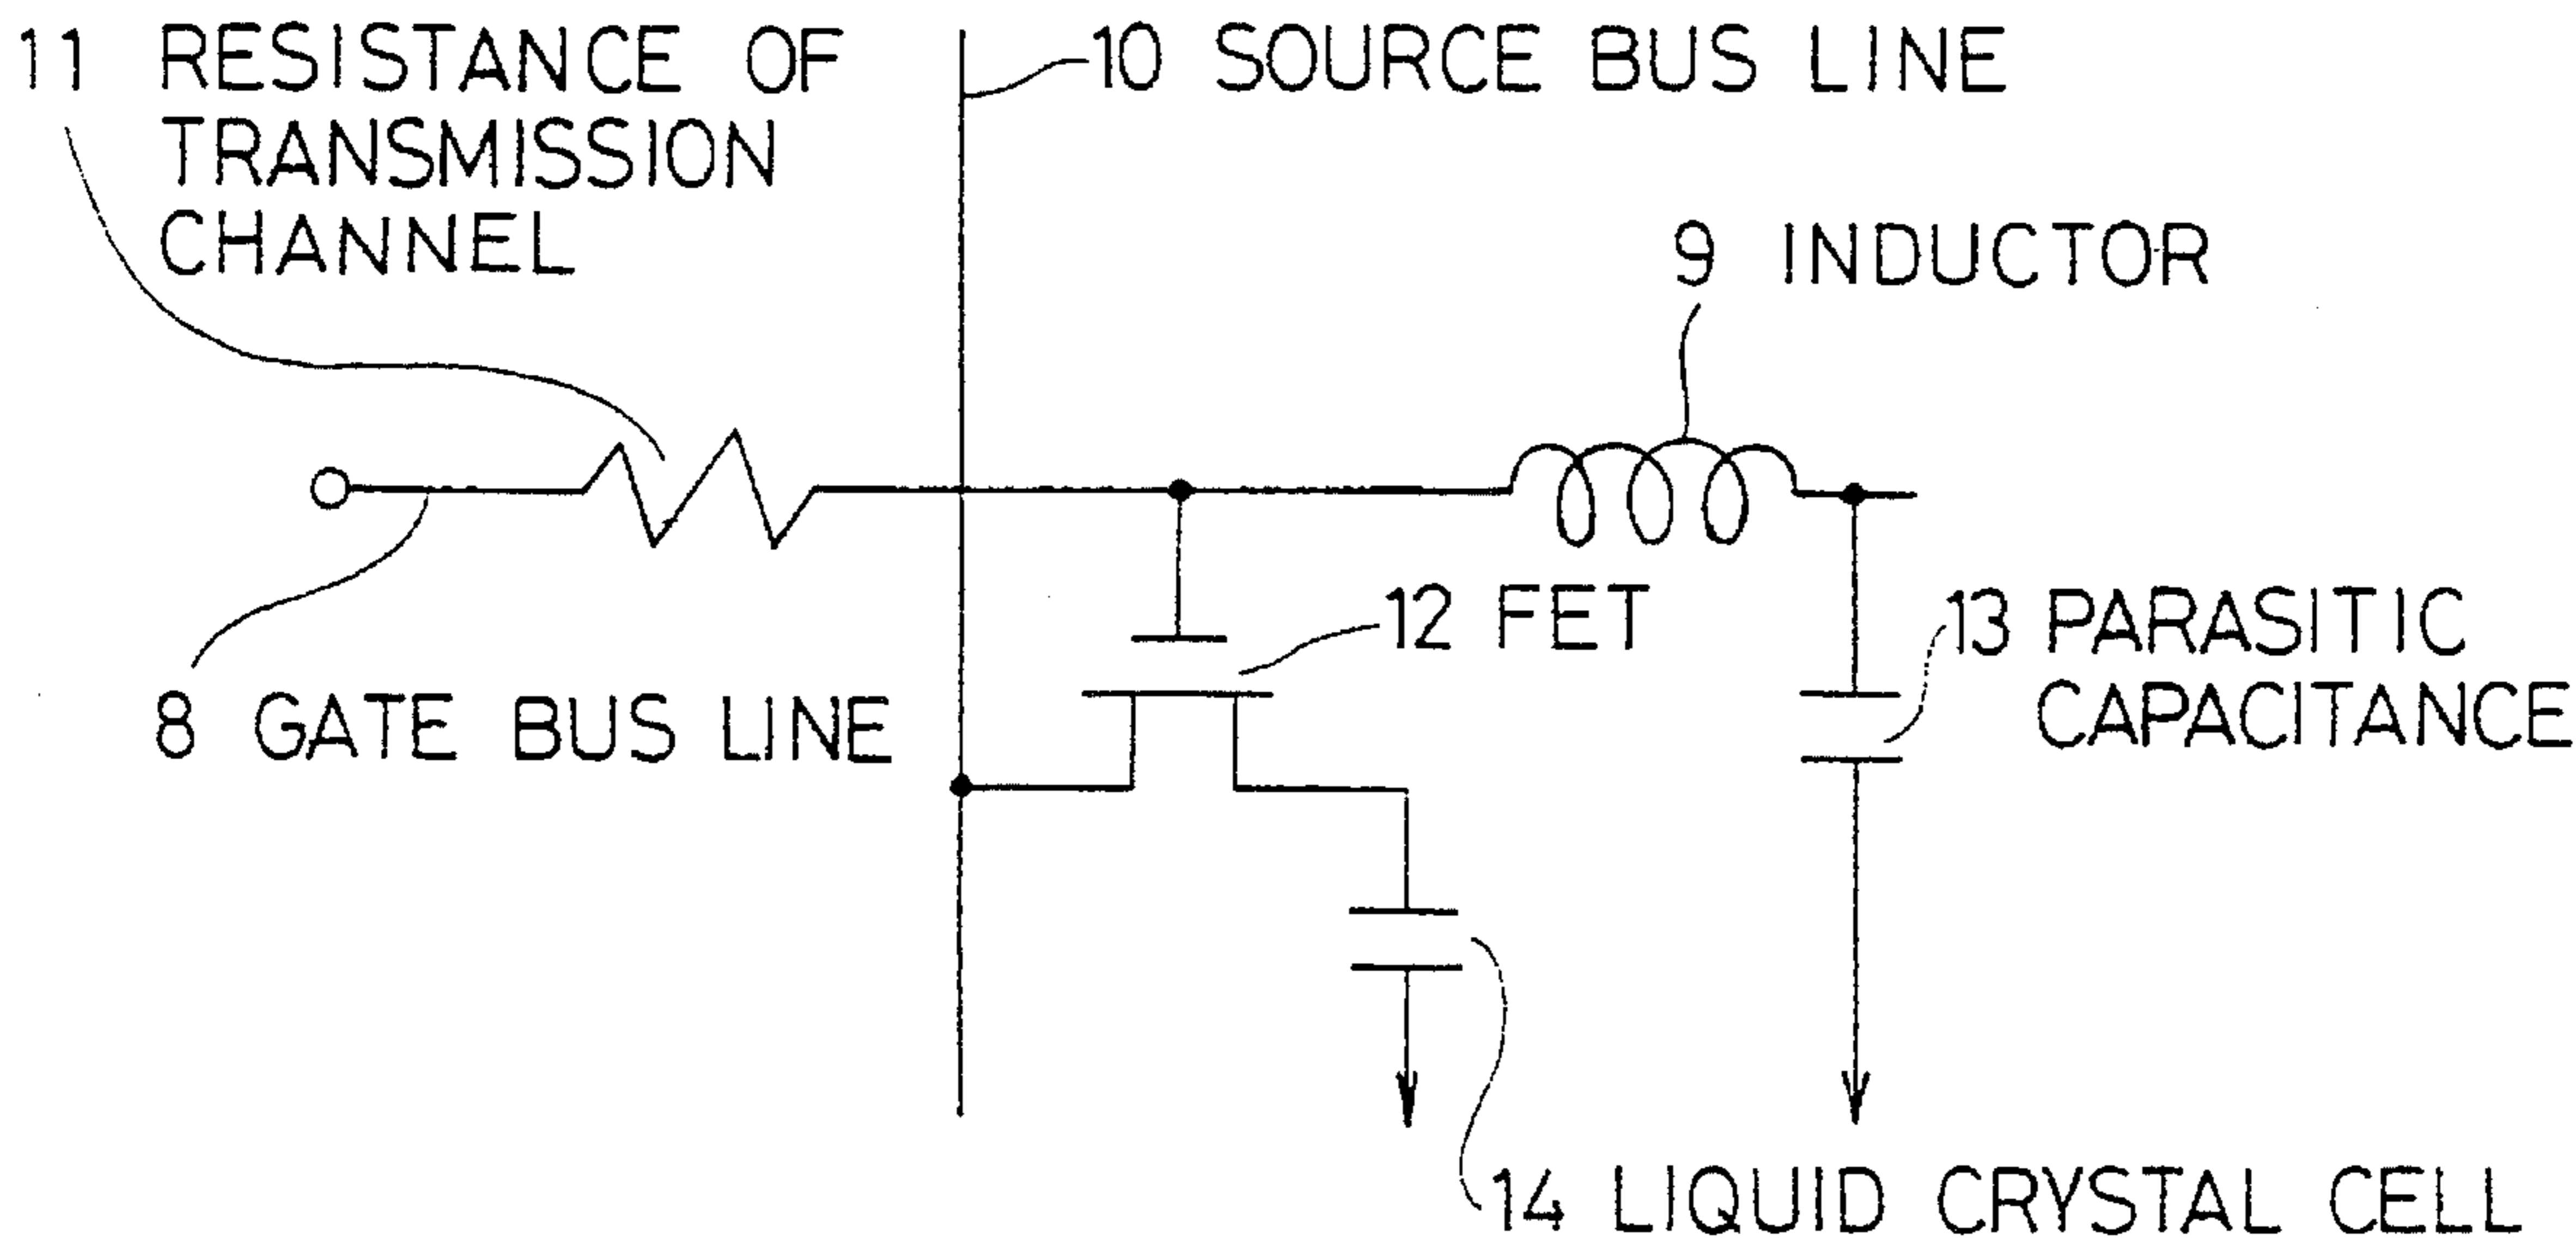 11 RESISTANCE OF
TRANSMISSION
CHANNEL
10 SOURCE BUS LINE
9 INDUCTOR
12 FET
13 PARASITIC
CAPACITANCE
8 GATE BUS LINE
14 LIQUID CRYSTAL CELL